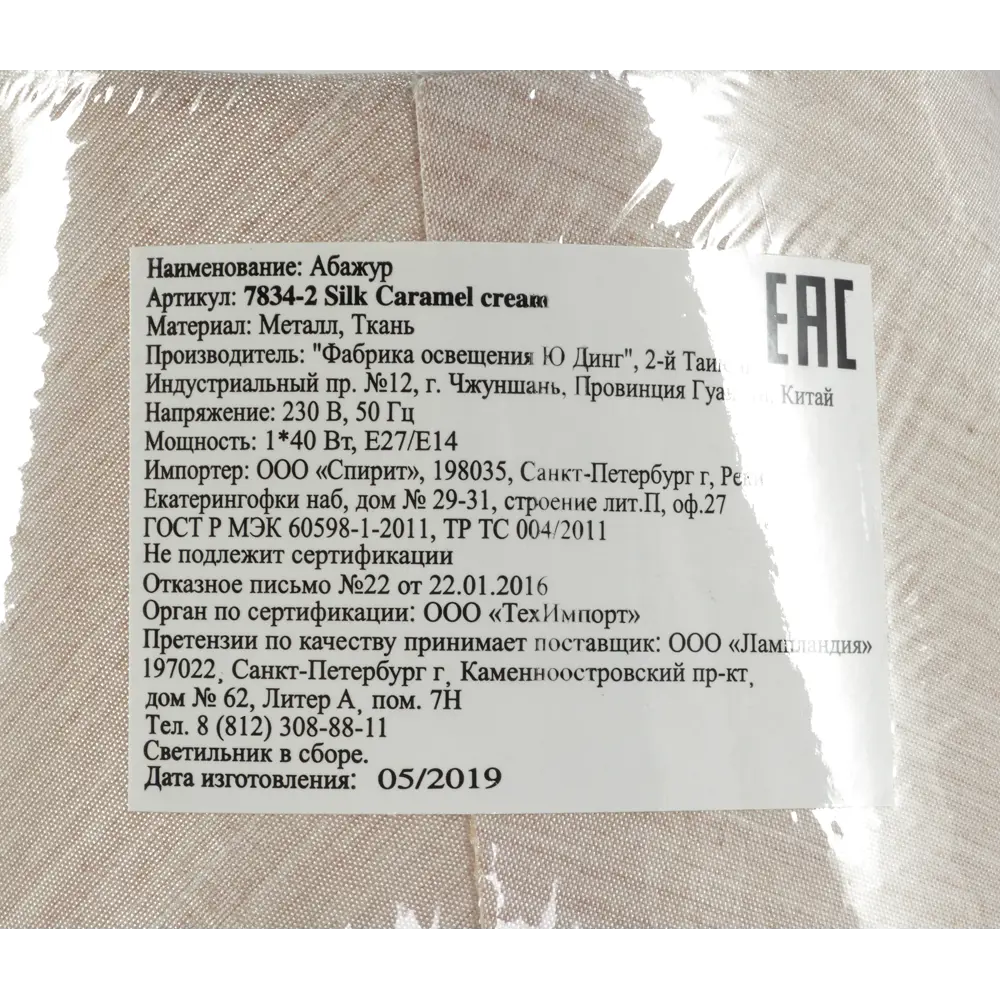 Наименование: Абажур
Артикул: 7834-2 Silk Caramel cream
EAC
Материал: Металл, Ткань
Производитель: "Фабрика освещения Ю Динг", 2-й
Индустриальный пр. №12, г. Чжуншань, Провинция Китай
Напряжение: 230 В, 50 Гц
Мощность: 1*40 Вт, E27/E14
Импортер: ООО «Спирит», 198035, Санкт-Петербург г,
Екатерингофки наб, дом № 29-31, строение лит.П, оф.27
ГОСТ Р МЭК 60598-1-2011, ТР ТС 004/2011
Не подлежит сертификации
Отказное письмо №22 от 22.01.2016
Орган по сертификации: ООО «ТехИмпорт»
Претензии по качеству принимает поставщик: ООО «Лампландия»
197022, Санкт-Петербург г, Каменноостровский пр-кт,
дом № 62, Литер А, пом. 7Н
Тел. 8 (812) 308-88-11
Светильник в сборе.
Дата изготовления: 05/2019